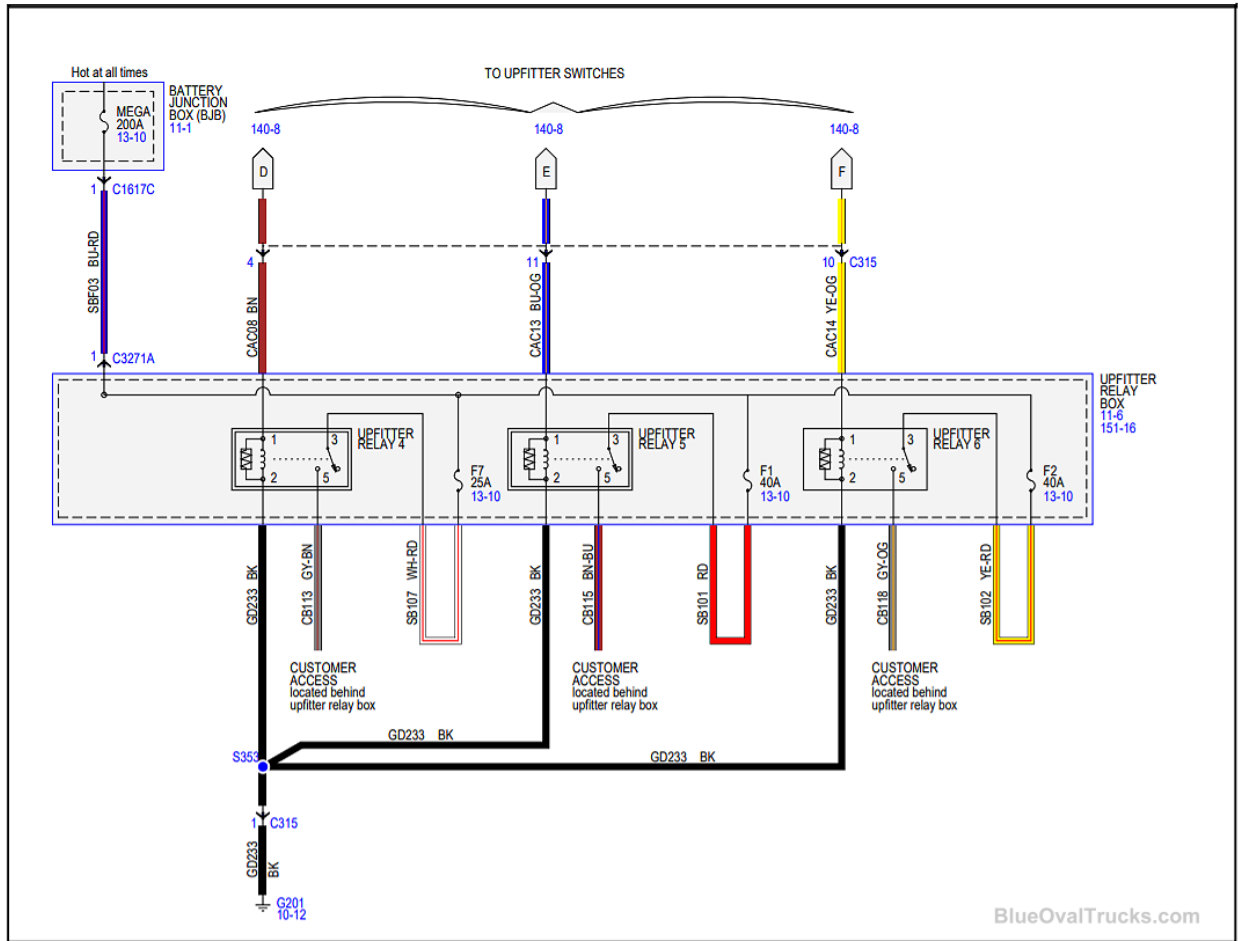 Hot at all times
TO UPFITTER SWITCHES
BATTERY
JUNCTION
BOX (BJB)
11-1
MEGA
200A
13-10
140-8
140-8
140-8
D
E
F
1
C1617C
SBF03 BU-RD
4
11
10
C315
CAC08 BN
CAC13 BU-OG
CAC14 YE-OG
1
C3271A
UPFITTER
RELAY
BOX
11-6
151-16
1
3
2
5
UPFITTER
RELAY 4
F7
25A
13-10
1
3
2
5
UPFITTER
RELAY 5
F1
40A
13-10
1
3
2
5
UPFITTER
RELAY 6
F2
40A
13-10
GD233 BK
CB113 GY-BN
SB107 WH-RD
GD233 BK
CB115 BN-BU
SB101 RD
GD233 BK
CB118 GY-OG
SB102 YE-RD
CUSTOMER
ACCESS
located behind
upfitter relay box
CUSTOMER
ACCESS
located behind
upfitter relay box
CUSTOMER
ACCESS
located behind
upfitter relay box
GD233 BK
GD233 BK
S353
1
C315
GD233 BK
G201
10-12
BlueOvalTrucks.com